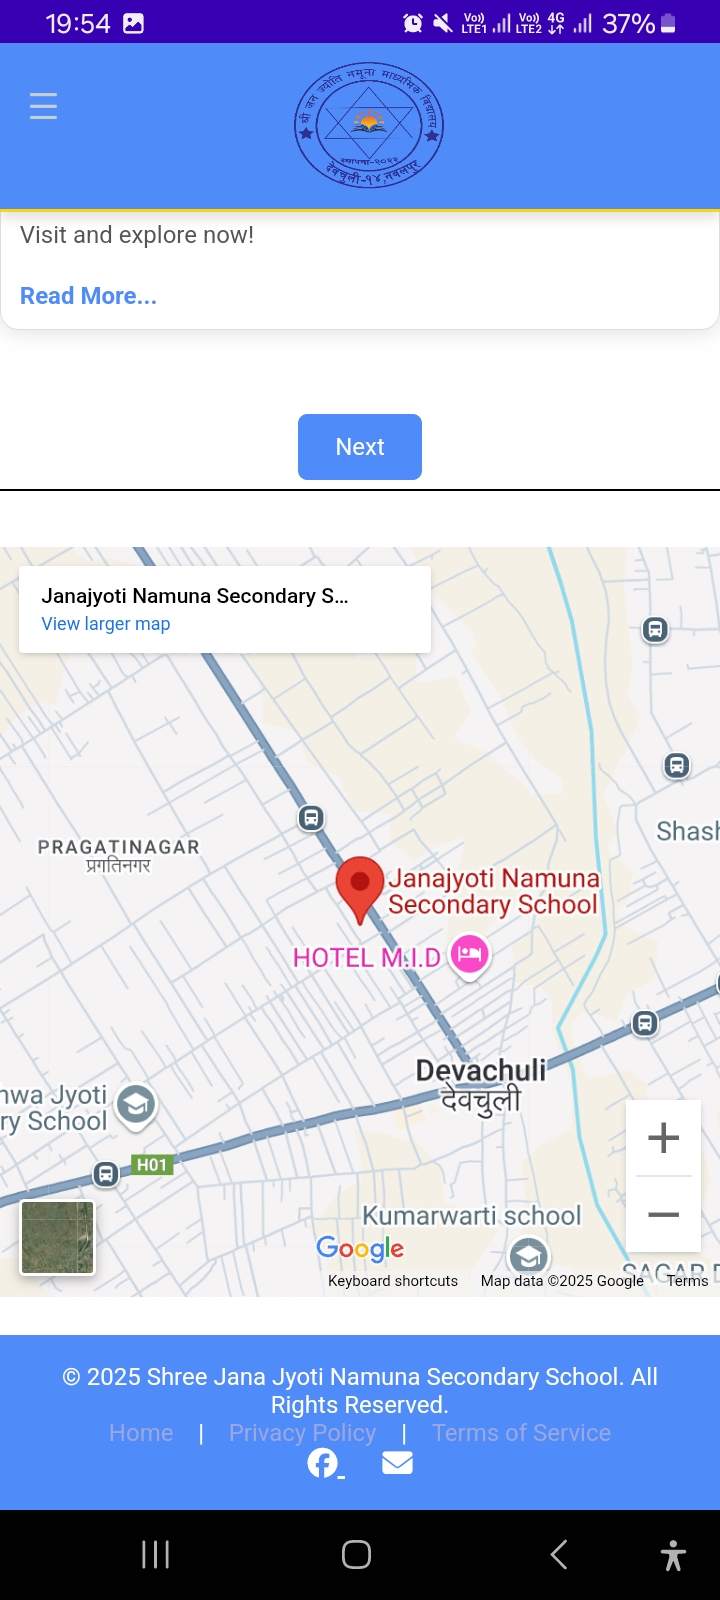 19:54
Vo)) LTE1 Vo)) LTE2 4G 37%
श्री जन ज्योति नमूना माध्यमिक विद्यालय
स्थापना-२०१२
देवचुली-१४,नवलपुर
Visit and explore now!
Read More...
Next
Janajyoti Namuna Secondary S...
View larger map
Shash
PRAGATINAGAR
प्रगतिनगर
Janajyoti Namuna
Secondary School
HOTEL M.I.D
Devachuli
देवचुली
nwa Jyoti
ry School
H01
Kumarwarti school
Google
SAGAR D
Keyboard shortcuts Map data ©2025 Google Terms
© 2025 Shree Jana Jyoti Namuna Secondary School. All
Rights Reserved.
Home | Privacy Policy | Terms of Service